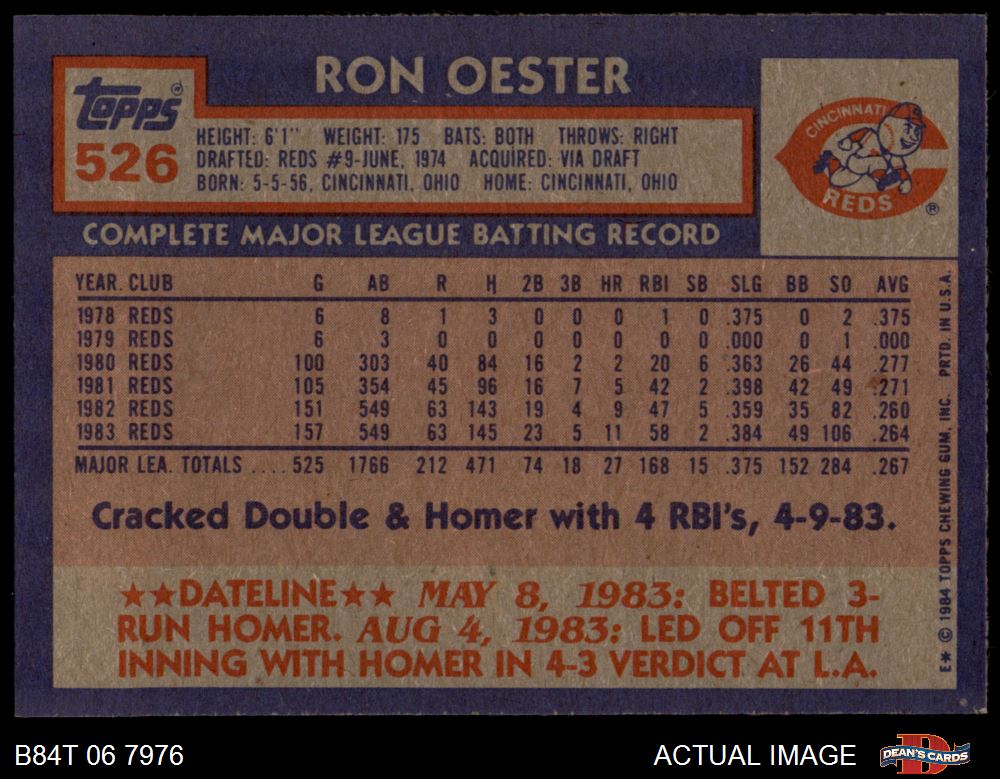 RON OESTER
Topps®
526
HEIGHT: 6'1" WEIGHT: 175 BATS: BOTH THROWS: RIGHT
DRAFTED: REDS #9-JUNE, 1974 ACQUIRED: VIA DRAFT
BORN: 5-5-56, CINCINNATI, OHIO HOME: CINCINNATI, OHIO
CINCINNATI
REDS
®
COMPLETE MAJOR LEAGUE BATTING RECORD
YEAR CLUB G AB R H 2B 3B HR RBI SB SLG BB SO AVG
1978 REDS 6 8 1 3 0 0 0 1 0 .375 0 2 .375
1979 REDS 6 3 0 0 0 0 0 0 0 .000 0 1 .000
1980 REDS 100 303 40 84 16 2 2 20 6 .363 26 44 .277
1981 REDS 105 354 45 96 16 7 5 42 2 .398 42 49 .271
1982 REDS 151 549 63 143 19 4 9 47 5 .359 35 82 .260
1983 REDS 157 549 63 145 23 5 11 58 2 .384 49 106 .264
MAJOR LEA. TOTALS .... 525 1766 212 471 74 18 27 168 15 .375 152 284 .267
Cracked Double & Homer with 4 RBI's, 4-9-83.
★★DATELINE★★ MAY 8, 1983: BELTED 3-
RUN HOMER. AUG 4, 1983: LED OFF 11TH
INNING WITH HOMER IN 4-3 VERDICT AT L.A.
E* © 1984 TOPPS CHEWING GUM, INC. PRTD. IN U.S.A.
B84T 06 7976
ACTUAL IMAGE
DEAN'S CARDS